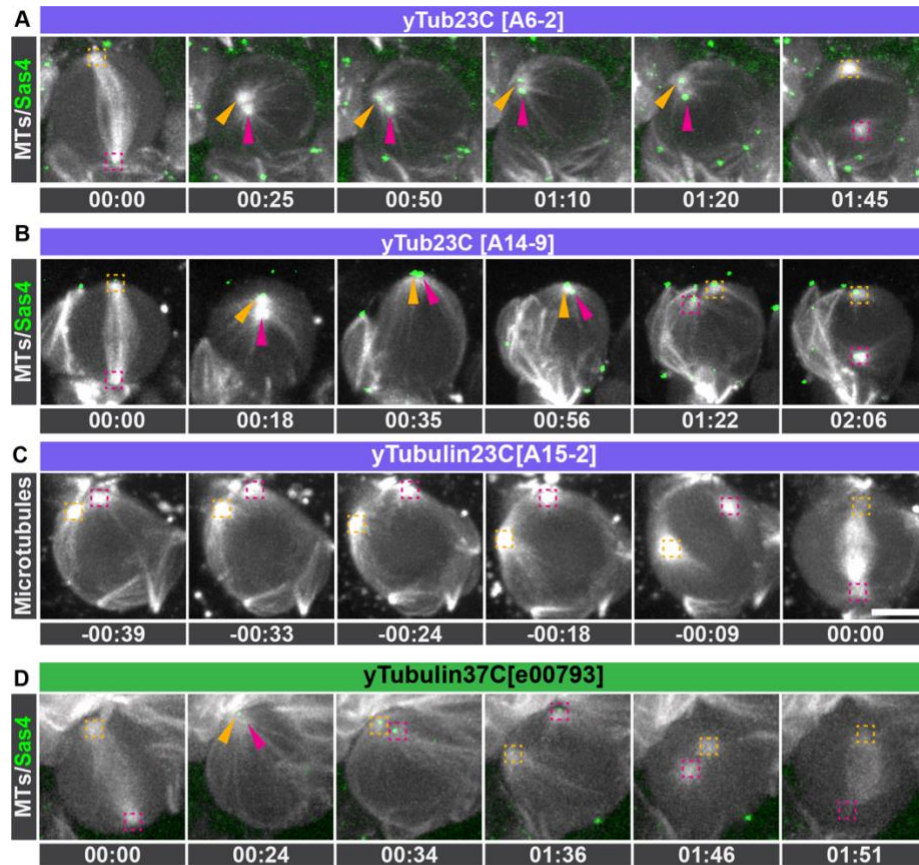 A
yTub23C [A6-2]
MTs/Sas4
00:00 00:25 00:50 01:10 01:20 01:45
B
yTub23C [A14-9]
MTs/Sas4
00:00 00:18 00:35 00:56 01:22 02:06
C
yTubulin23C[A15-2]
Microtubules
-00:39 -00:33 -00:24 -00:18 -00:09 00:00
D
yTubulin37C[e00793]
MTs/Sas4
00:00 00:24 00:34 01:36 01:46 01:51